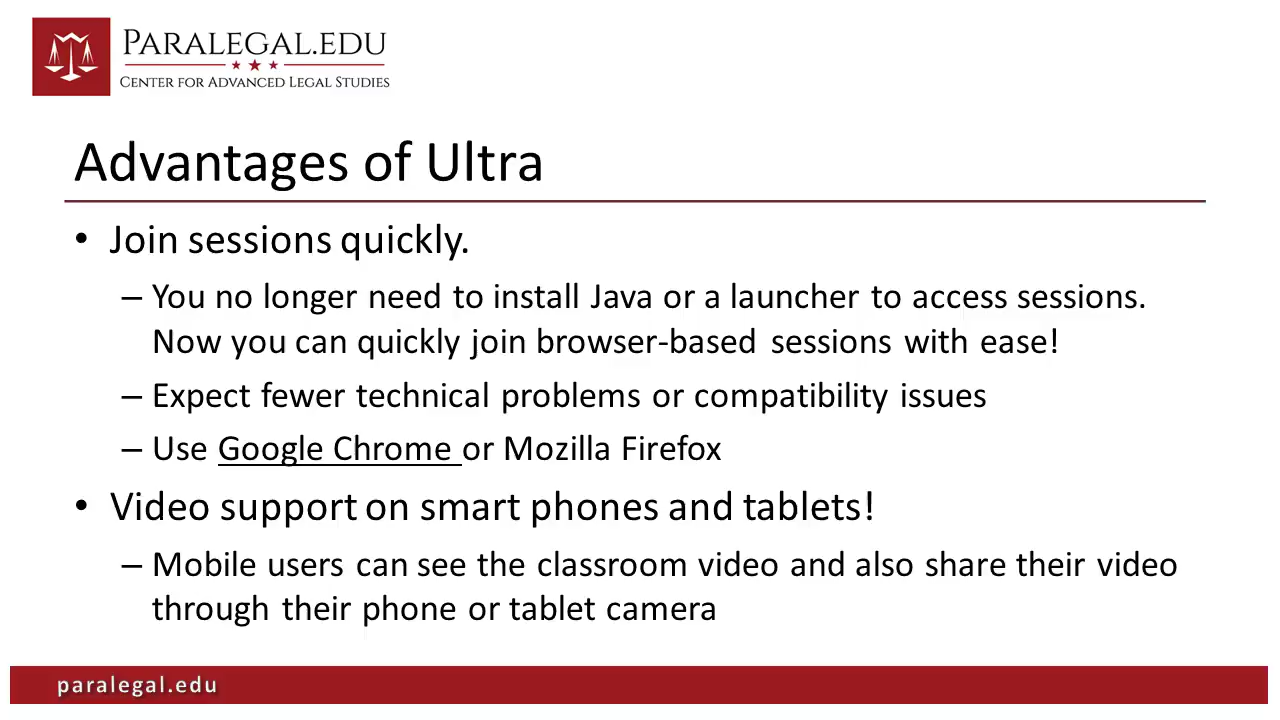 PARALEGAL.EDU
CENTER FOR ADVANCED LEGAL STUDIES
Advantages of Ultra
• Join sessions quickly.
– You no longer need to install Java or a launcher to access sessions.
Now you can quickly join browser-based sessions with ease!
– Expect fewer technical problems or compatibility issues
– Use Google Chrome or Mozilla Firefox
• Video support on smart phones and tablets!
– Mobile users can see the classroom video and also share their video
through their phone or tablet camera
paralegal.edu